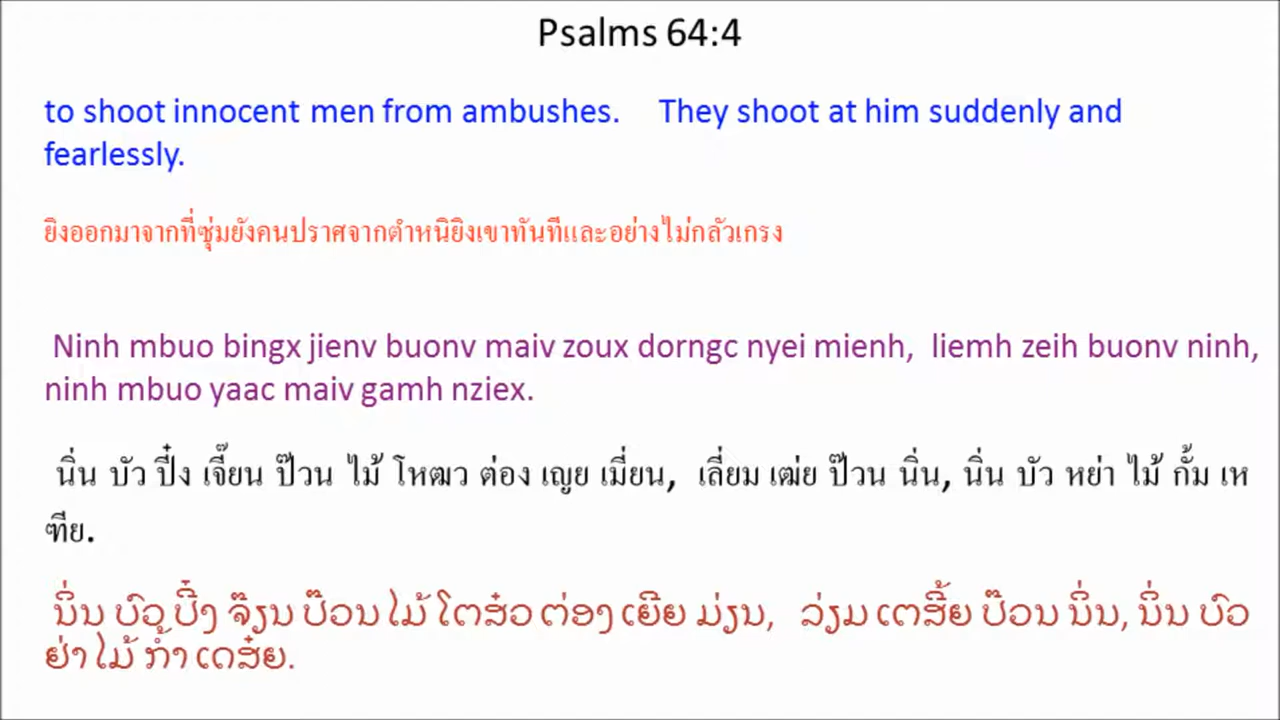 Psalms 64:4
to shoot innocent men from ambushes. They shoot at him suddenly and
fearlessly.
ยิงออกมาจากที่ซุ่มยังคนปราศจากตำหนิยิงเขาทันทีและอย่างไม่กลัวเกรง
Ninh mbuo bingx jienv buonv maiv zoux dorngc nyei mienh, liemh zeih buonv ninh,
ninh mbuo yaac maiv gamh nziex.
นิ่น บัว ปี๋ง เจี๊ยน ป๊วน ไม้ โหฒว ต่อง เญย เมี่ยน, เลี่ยม เฒ่ย ป๊วน นิ่น, นิ่น บัว หย่า ไม้ กั้ม เห
ฑีย.
ນິ່ນ ບົວ ປີ໋ງ ຈ໊ຽນ ປ໊ວນ ໄມ້ ໂຕສ໋ວ ຕ່ອງ ເຍີຍ ມ່ຽນ, ລ່ຽມ ເຕສີ້ຍ ປ໊ວນ ນິ່ນ, ນິ່ນ ບົວ
ຢ່າ ໄມ້ ກ້ຳ ເດສ໋ຍ.